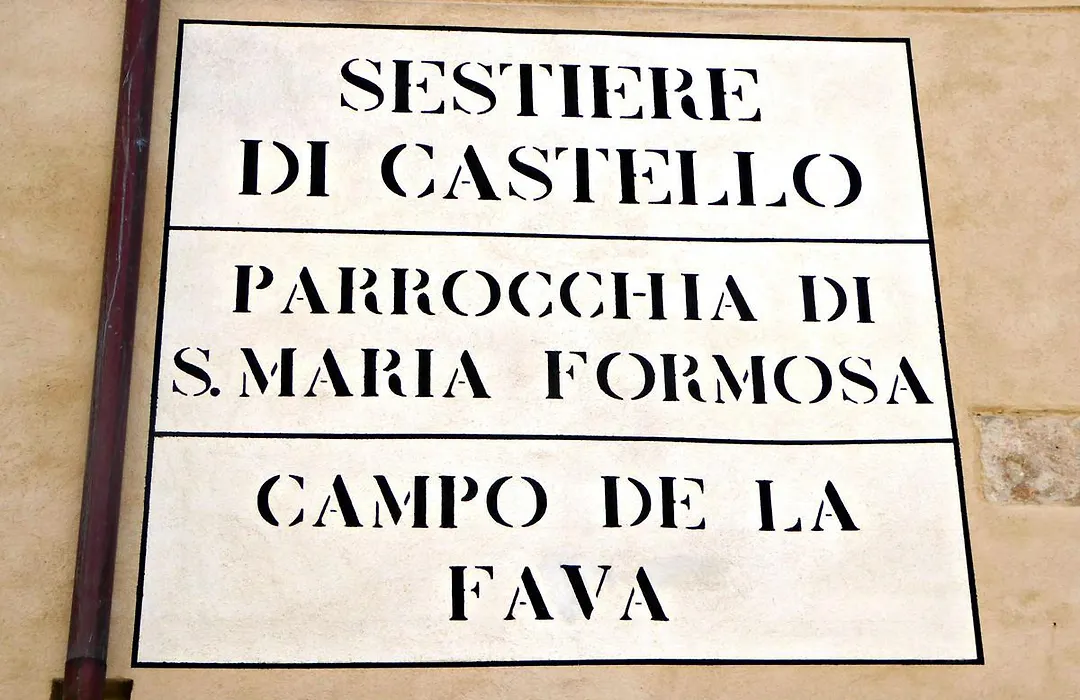 SESTIERE
DI CASTELLO
PARROCCHIA DI
S. MARIA FORMOSA
CAMPO DE LA
FAVA